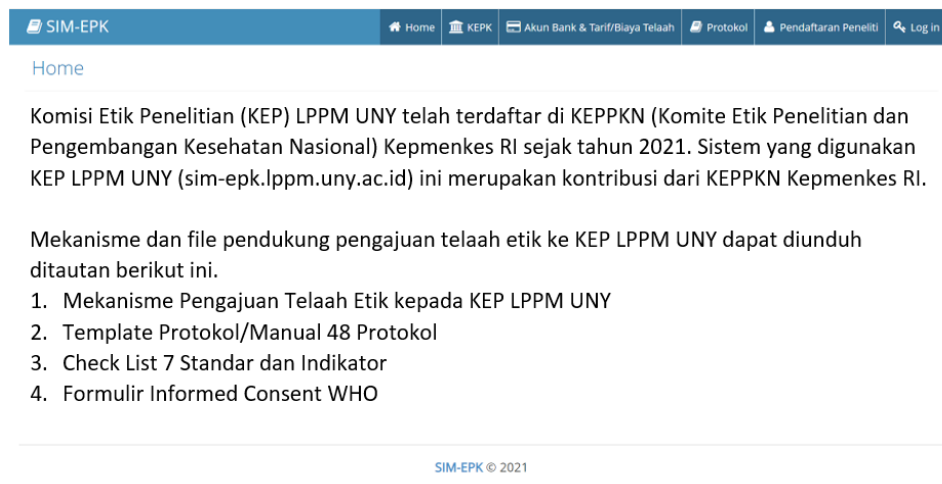 SIM-EPK
Home KEPK Akun Bank & Tarif/Biaya Telaah Protokol Pendaftaran Peneliti Log in
Home
Komisi Etik Penelitian (KEP) LPPM UNY telah terdaftar di KEPPKN (Komite Etik Penelitian dan
Pengembangan Kesehatan Nasional) Kepmenkes RI sejak tahun 2021. Sistem yang digunakan
KEP LPPM UNY (sim-epk.lppm.uny.ac.id) ini merupakan kontribusi dari KEPPKN Kepmenkes RI.
Mekanisme dan file pendukung pengajuan telaah etik ke KEP LPPM UNY dapat diunduh
ditautan berikut ini.
1. Mekanisme Pengajuan Telaah Etik kepada KEP LPPM UNY
2. Template Protokol/Manual 48 Protokol
3. Check List 7 Standar dan Indikator
4. Formulir Informed Consent WHO
SIM-EPK © 2021